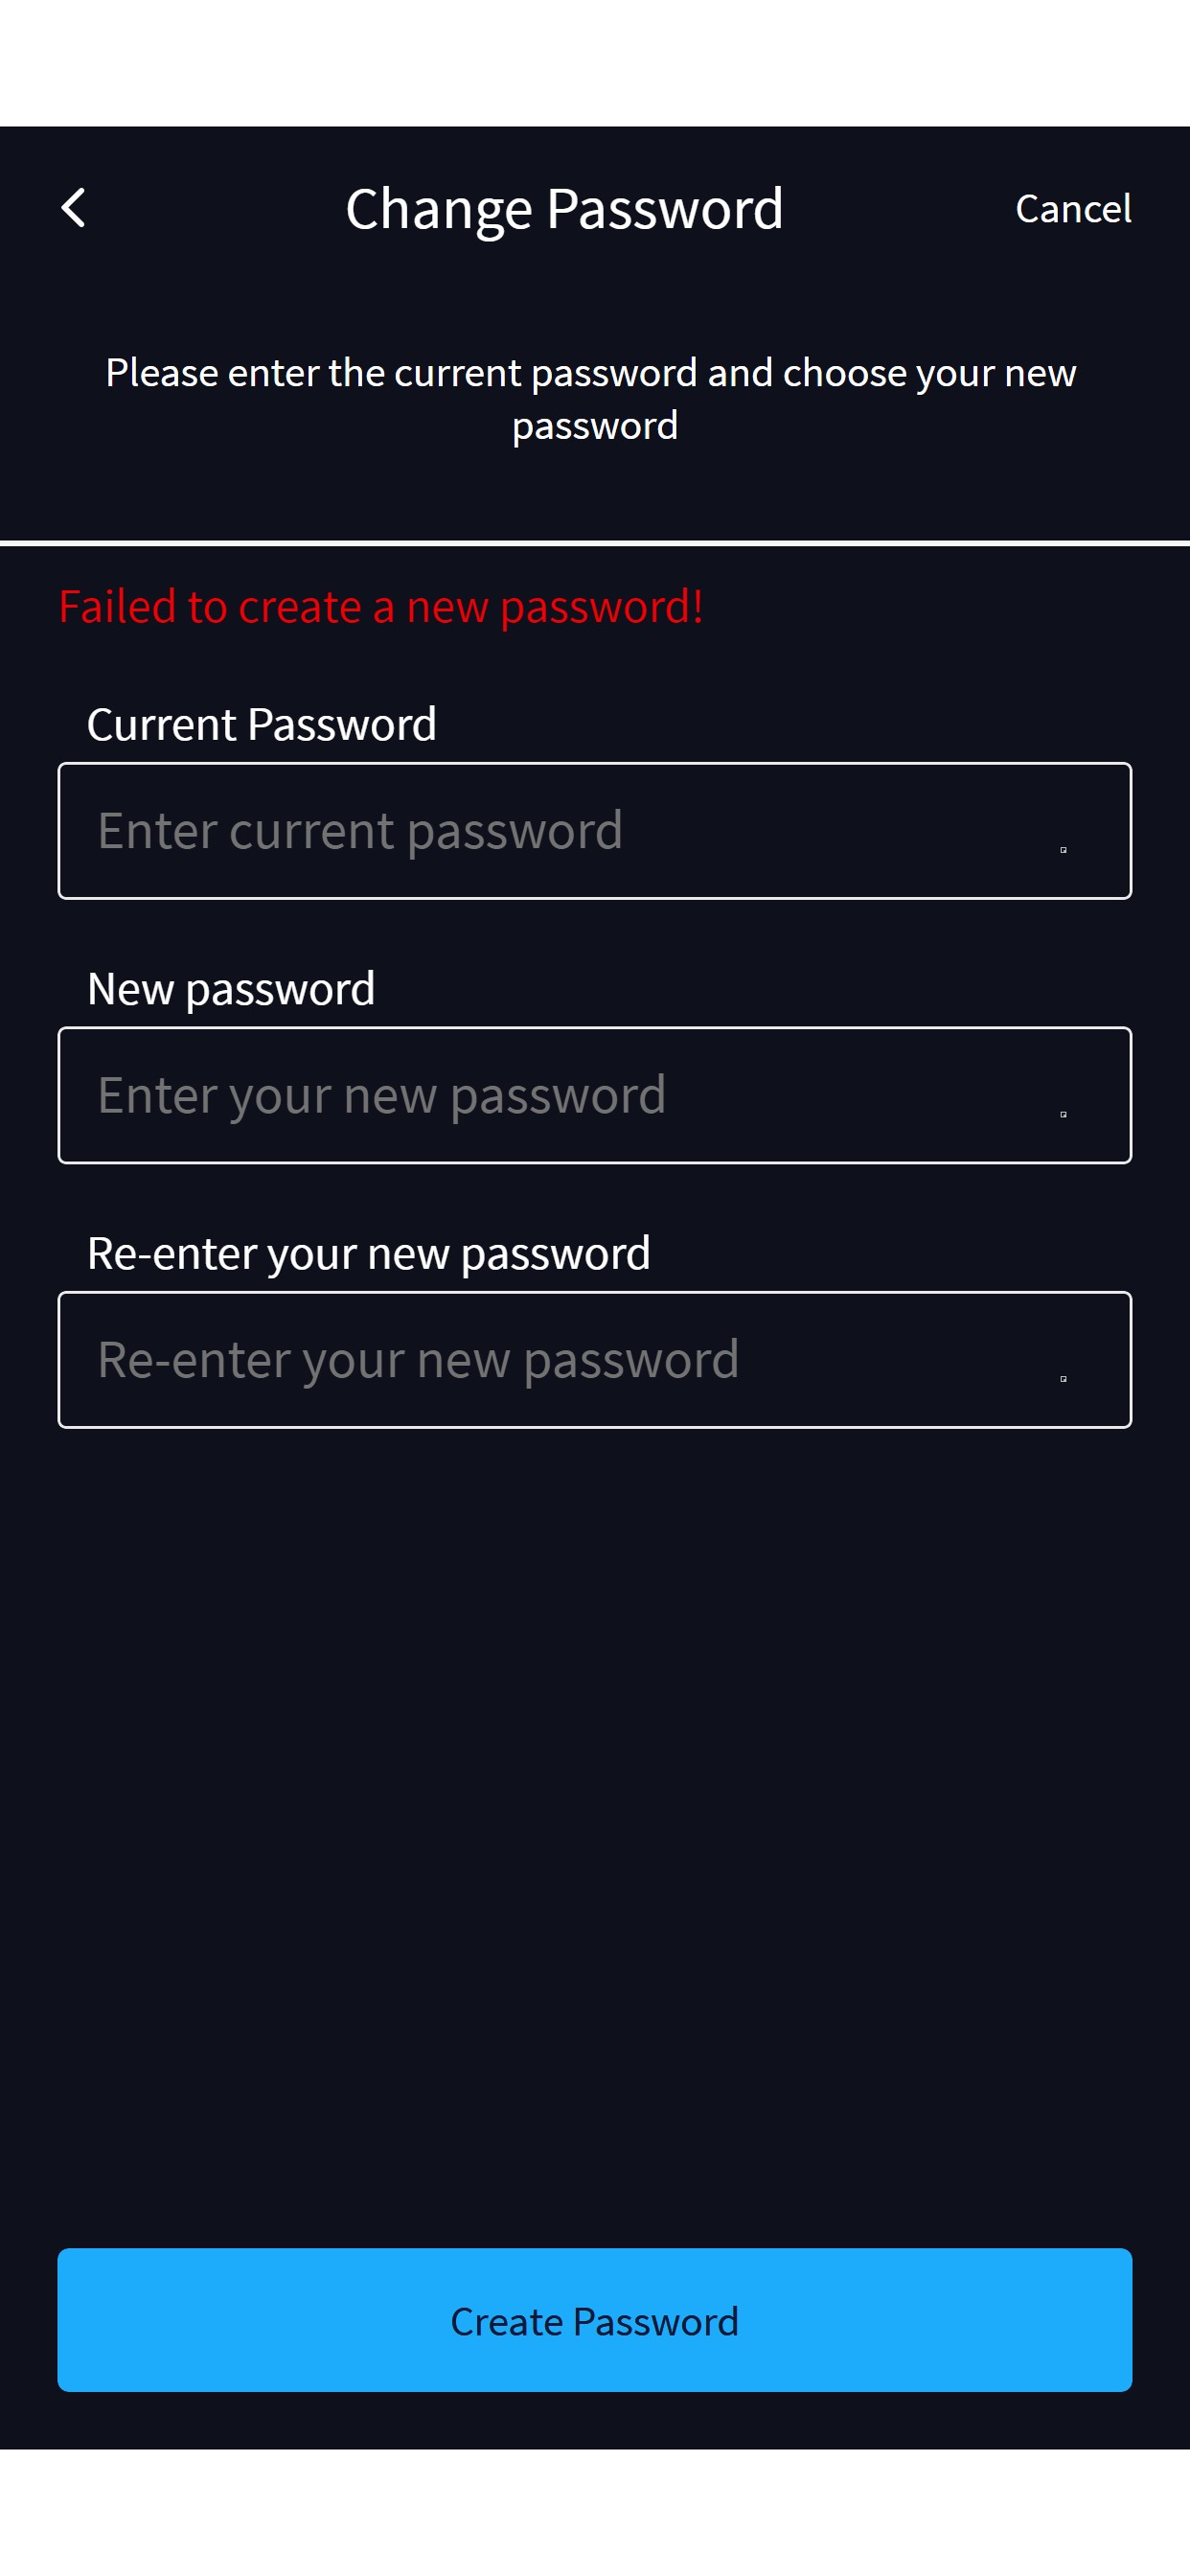 Change Password
Cancel
Please enter the current password and choose your new
password
Failed to create a new password!
Current Password
Enter current password
New password
Enter your new password
Re-enter your new password
Re-enter your new password
Create Password